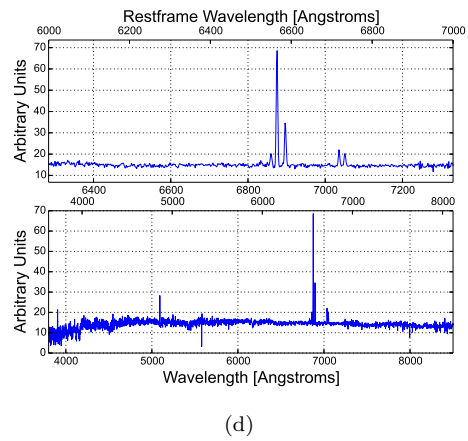 Restframe Wavelength [Angstroms]
6000 6200 6400 6600 6800 7000
Arbitrary Units
70
60
50
40
30
20
10
6400 6600 6800 7000 7200
4000 5000 6000 7000 8000
Arbitrary Units
70
60
50
40
30
20
10
0
4000 5000 6000 7000 8000
Wavelength [Angstroms]
(d)